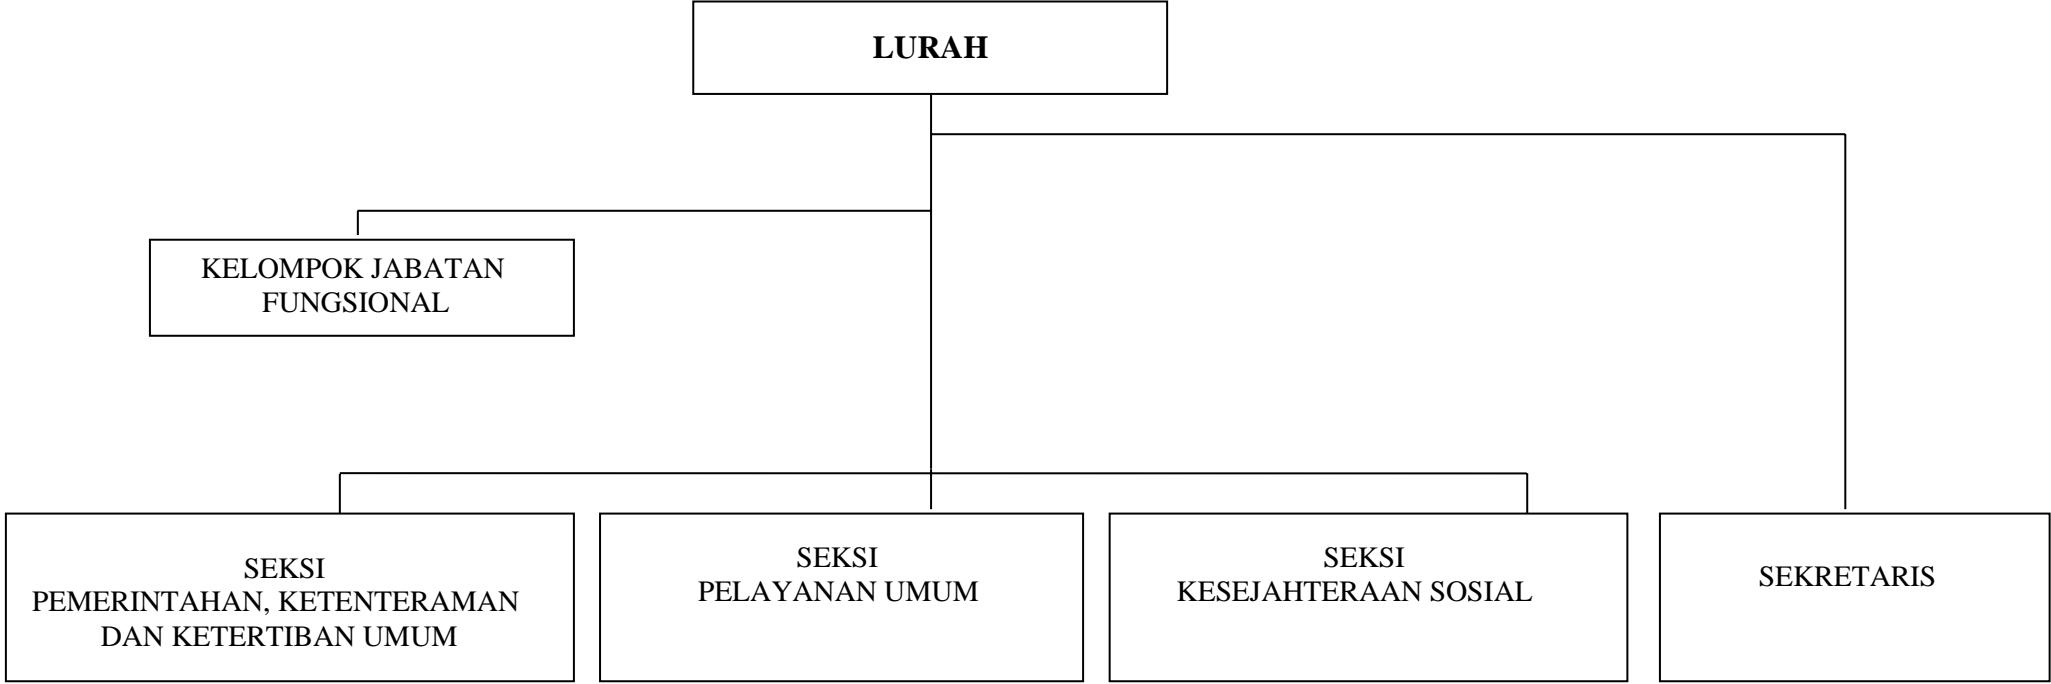 LURAH
KELOMPOK JABATAN
FUNGSIONAL
SEKSI
PEMERINTAHAN, KETENTERAMAN
DAN KETERTIBAN UMUM
SEKSI
PELAYANAN UMUM
SEKSI
KESEJAHTERAAN SOSIAL
SEKRETARIS